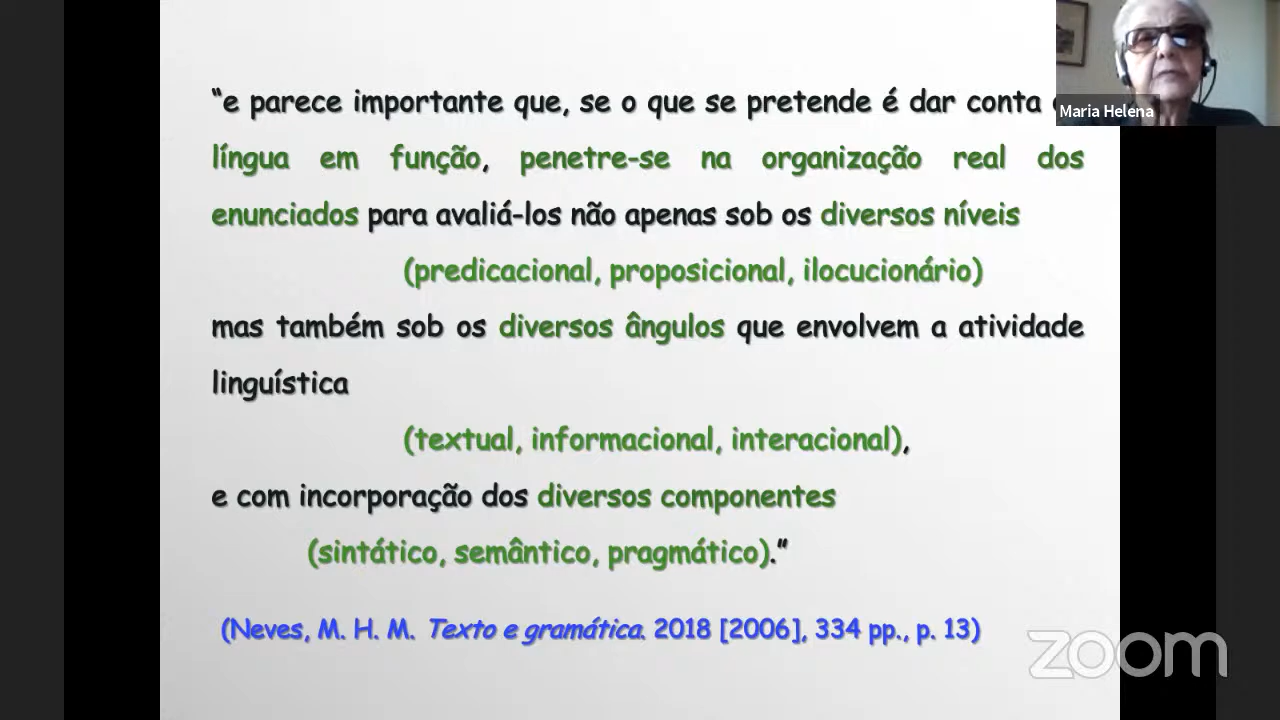 “e parece importante que, se o que se pretende é dar conta
língua em função, penetre-se na organização real dos
enunciados para avaliá-los não apenas sob os diversos níveis
(predicacional, proposicional, ilocucionário)
mas também sob os diversos ângulos que envolvem a atividade
linguística
(textual, informacional, interacional),
e com incorporação dos diversos componentes
(sintático, semântico, pragmático).”
(Neves, M. H. M. Texto e gramática. 2018 [2006], 334 pp., p. 13)
Maria Helena
zoom